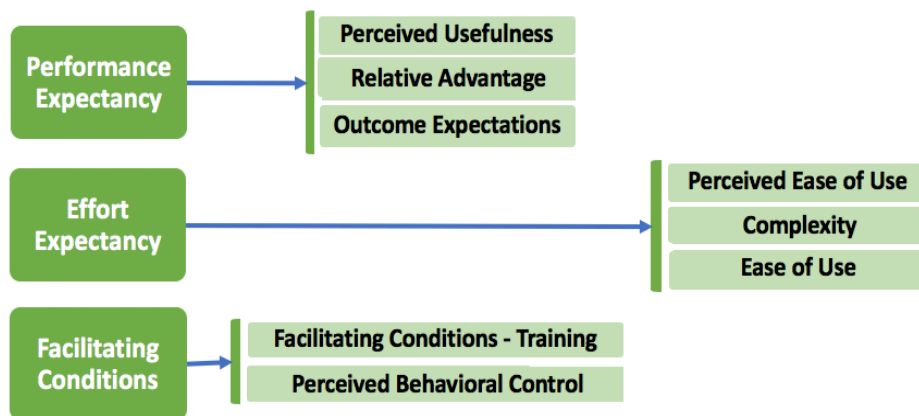 Performance
Expectancy
Perceived Usefulness
Relative Advantage
Outcome Expectations
Effort
Expectancy
Perceived Ease of Use
Complexity
Ease of Use
Facilitating
Conditions
Facilitating Conditions - Training
Perceived Behavioral Control